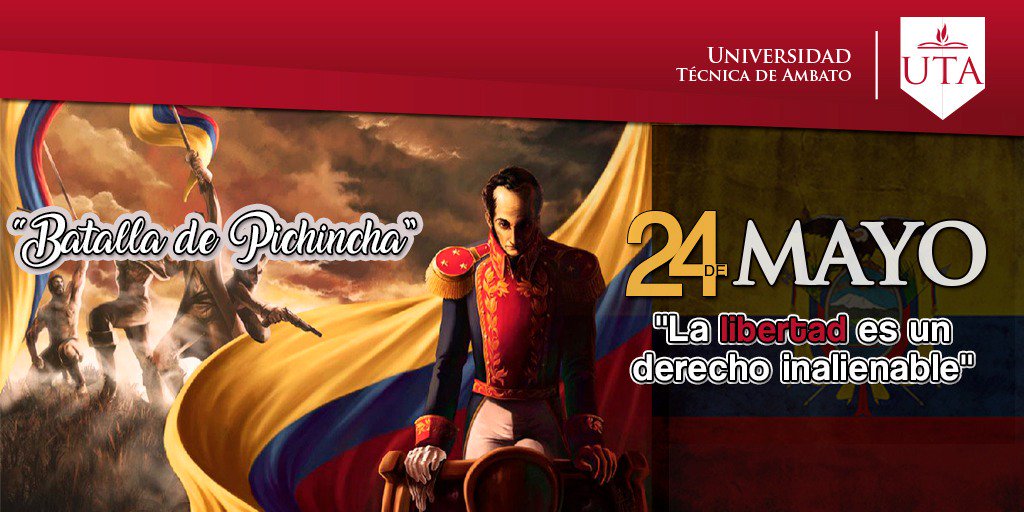 Universidad
Técnica de Ambato
UTA
"Batalla de Pichincha"
24 DE MAYO
"La libertad es un
derecho inalienable"